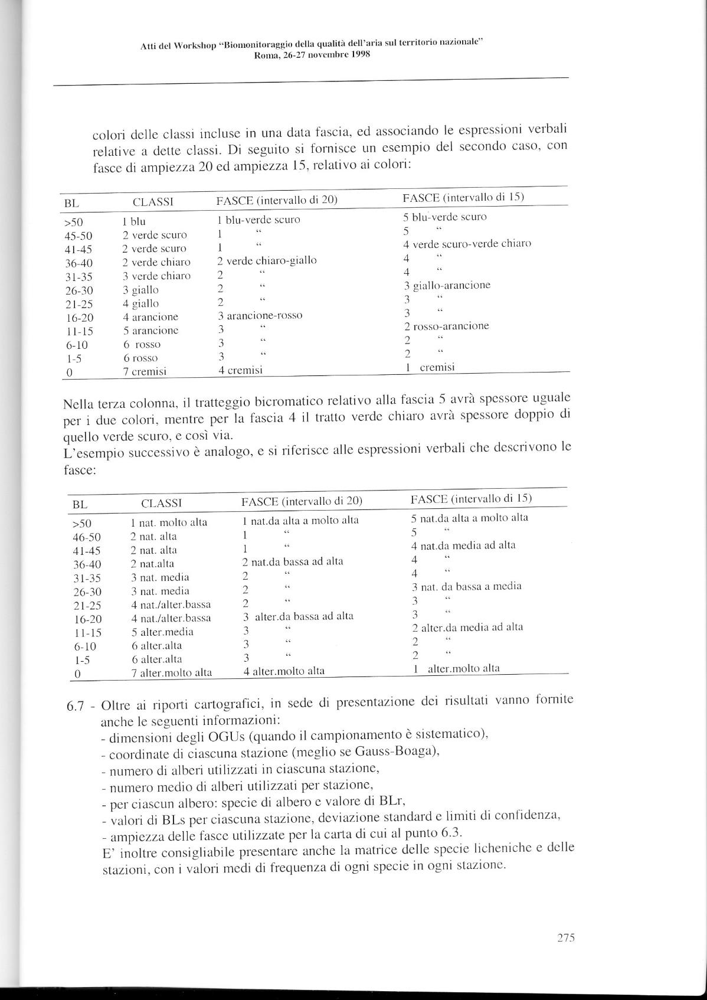 Atti del Workshop “Biomonitoraggio della qualità dell’aria sul territorio nazionale”
Roma, 26-27 novembre 1998
colori delle classi incluse in una data fascia, ed associando le espressioni verbali
relative a dette classi. Di seguito si fornisce un esempio del secondo caso, con
fasce di ampiezza 20 ed ampiezza 15, relativo ai colori:
BL CLASSI FASCE (intervallo di 20) FASCE (intervallo di 15)
>50 1 blu 1 blu-verde scuro 5 blu-verde scuro
45-50 2 verde scuro 1 “ 5 “
41-45 2 verde scuro 1 “ 4 verde scuro-verde chiaro
36-40 2 verde chiaro 2 verde chiaro-giallo 4 “
31-35 3 verde chiaro 2 “ 4 “
26-30 3 giallo 2 “ 3 giallo-arancione
21-25 4 giallo 2 “ 3 “
16-20 4 arancione 3 arancione-rosso 3 “
11-15 5 arancione 3 “ 2 rosso-arancione
6-10 6 rosso 3 “ 2 “
1-5 6 rosso 3 “ 2 “
0 7 cremisi 4 cremisi 1 cremisi
Nella terza colonna, il tratteggio bicromatico relativo alla fascia 5 avrà spessore uguale
per i due colori, mentre per la fascia 4 il tratto verde chiaro avrà spessore doppio di
quello verde scuro, e così via.
L’esempio successivo è analogo, e si riferisce alle espressioni verbali che descrivono le
fasce:
BL CLASSI FASCE (intervallo di 20) FASCE (intervallo di 15)
>50 1 nat. molto alta 1 nat.da alta a molto alta 5 nat.da alta a molto alta
46-50 2 nat. alta 1 “ 5 “
41-45 2 nat. alta 1 “ 4 nat.da media ad alta
36-40 2 nat.alta 2 nat.da bassa ad alta 4 “
31-35 3 nat. media 2 “ 4 “
26-30 3 nat. media 2 “ 3 nat. da bassa a media
21-25 4 nat./alter.bassa 2 “ 3 “
16-20 4 nat./alter.bassa 3 alter.da bassa ad alta 3 “
11-15 5 alter.media 3 “ 2 alter.da media ad alta
6-10 6 alter.alta 3 “ 2 “
1-5 6 alter.alta 3 “ 2 “
0 7 alter.molto alta 4 alter.molto alta 1 alter.molto alta
6.7 - Oltre ai riporti cartografici, in sede di presentazione dei risultati vanno fornite
anche le seguenti informazioni:
- dimensioni degli OGUs (quando il campionamento è sistematico),
- coordinate di ciascuna stazione (meglio se Gauss-Boaga),
- numero di alberi utilizzati in ciascuna stazione,
- numero medio di alberi utilizzati per stazione,
- per ciascun albero: specie di albero e valore di BLr,
- valori di BLs per ciascuna stazione, deviazione standard e limiti di confidenza,
- ampiezza delle fasce utilizzate per la carta di cui al punto 6.3.
E’ inoltre consigliabile presentare anche la matrice delle specie licheniche e delle
stazioni, con i valori medi di frequenza di ogni specie in ogni stazione.
275